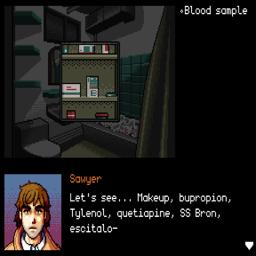 ◦Blood sample
Sawyer
Let's see... Makeup, bupropion,
Tylenol, quetiapine, SS Bron,
escitalo-